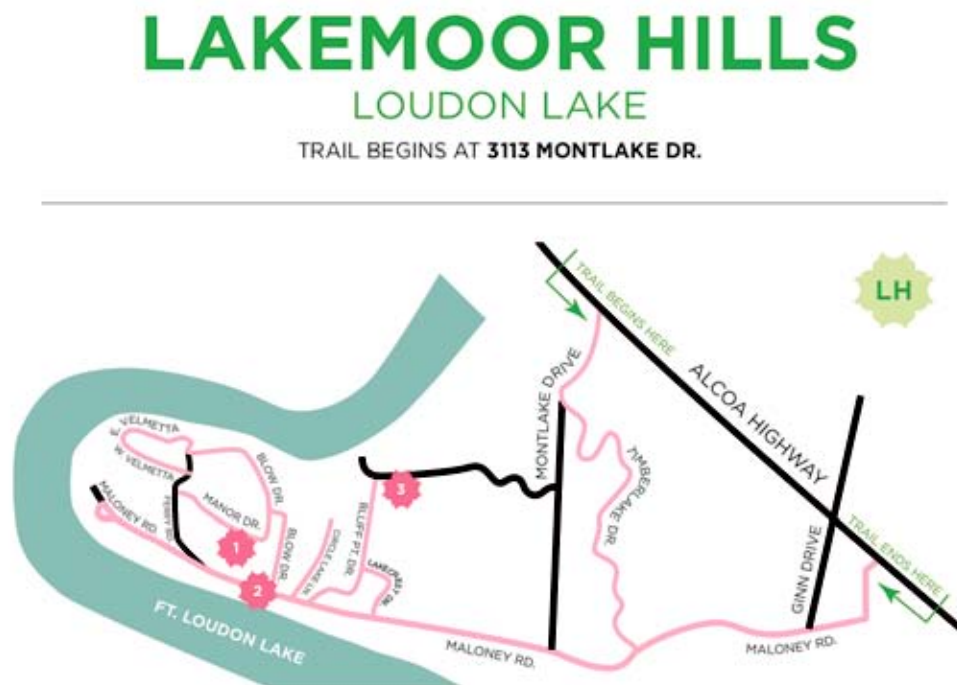 LAKEMOOR HILLS
LOUDON LAKE
TRAIL BEGINS AT 3113 MONTLAKE DR.
LH
TRAIL BEGINS HERE
ALCOA HIGHWAY
MONTLAKE DRIVE
TIMBERLAKE DR.
GINN DRIVE
TRAIL ENDS HERE
E. VELMETTA
W. VELMETTA
BLOW DR.
MALONEY RD.
PERRY RD.
MANOR DR.
1
2
3
BLOW DR.
CIRCLE LAKE LN
BLUFF PT. DR.
LAKECREST DR.
FT. LOUDON LAKE
MALONEY RD.
MALONEY RD.